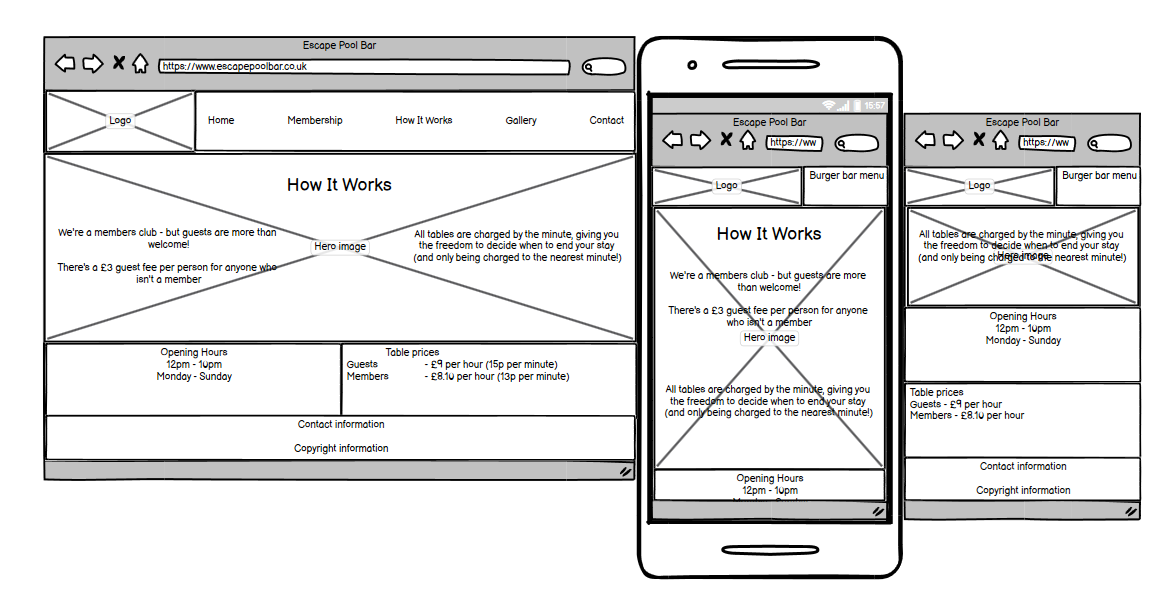 Escape Pool Bar
https://www.escapepoolbar.co.uk
Logo
Home Membership How It Works Gallery Contact
How It Works
We're a members club - but guests are more than
welcome!
There's a £3 guest fee per person for anyone who
isn't a member
Hero image
All tables are charged by the minute, giving you
the freedom to decide when to end your stay
(and only being charged to the nearest minute!)
Opening Hours
12pm - 10pm
Monday - Sunday
Table prices
Guests - £9 per hour (15p per minute)
Members - £8.10 per hour (13p per minute)
Contact information
Copyright information
15:57
Escape Pool Bar
https://ww
Logo
Burger bar menu
How It Works
We're a members club - but guests are more
than welcome!
There's a £3 guest fee per person for anyone
who isn't a member
Hero image
All tables are charged by the minute, giving you
the freedom to decide when to end your stay
(and only being charged to the nearest minute!)
Opening Hours
12pm - 10pm
Monday - Sunday
Escape Pool Bar
https://ww
Logo
Burger bar menu
All tables are charged by the minute, giving you
the freedom to decide when to end your stay
(and only being charged to the nearest minute!)
Hero image
Opening Hours
12pm - 10pm
Monday - Sunday
Table prices
Guests - £9 per hour
Members - £8.10 per hour
Contact information
Copyright information